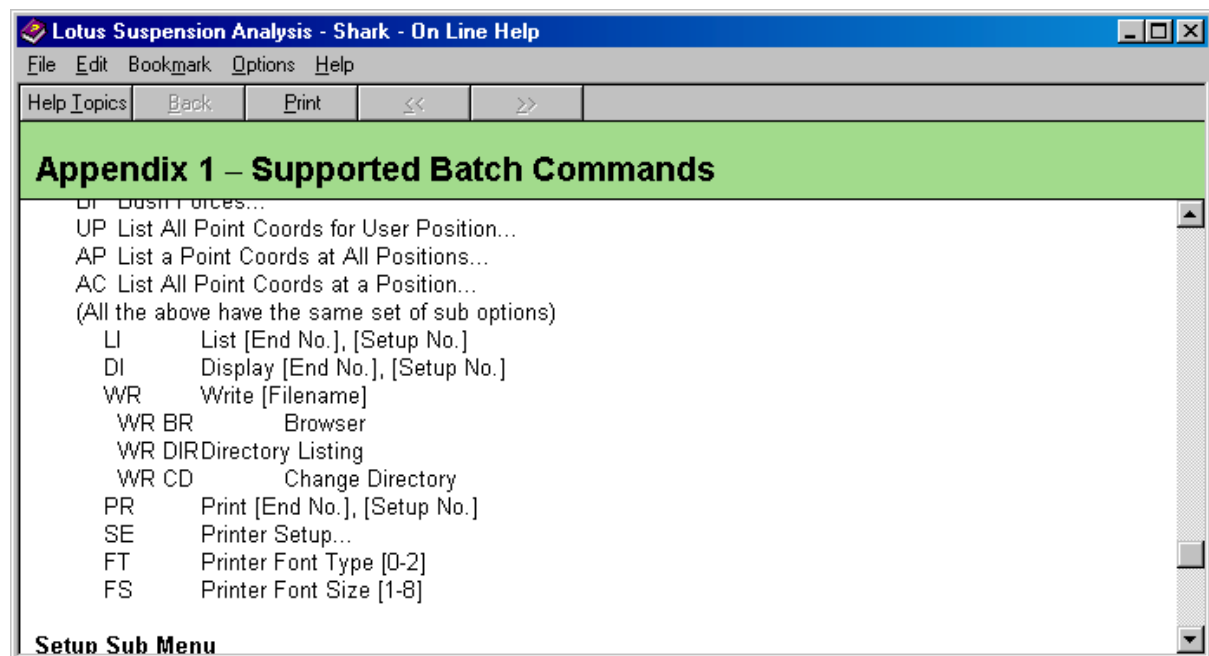 Lotus Suspension Analysis - Shark - On Line Help
File Edit Bookmark Options Help
Help Topics Back Print << >>
Appendix 1 – Supported Batch Commands
BF Bush Forces...
UP List All Point Coords for User Position...
AP List a Point Coords at All Positions...
AC List All Point Coords at a Position...
(All the above have the same set of sub options)
LI List [End No.], [Setup No.]
DI Display [End No.], [Setup No.]
WR Write [Filename]
WR BR Browser
WR DIRDirectory Listing
WR CD Change Directory
PR Print [End No.], [Setup No.]
SE Printer Setup...
FT Printer Font Type [0-2]
FS Printer Font Size [1-8]
Setup Sub Menu